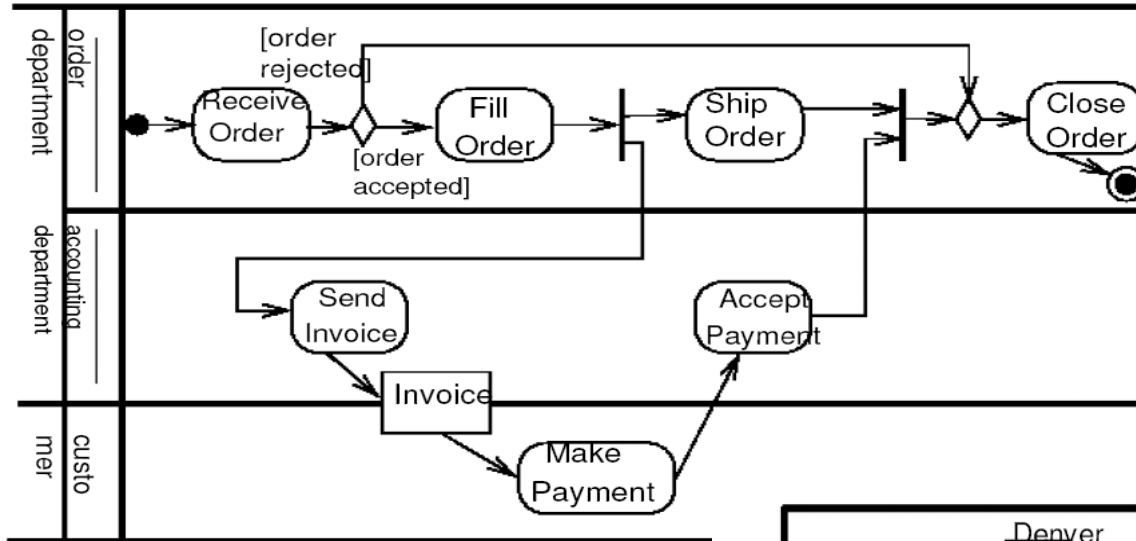 order
department
[order
rejected]
Receive
Order
[order
accepted]
Fill
Order
Ship
Order
Close
Order
accounting
department
Send
Invoice
Accept
Payment
Invoice
custo
mer
Make
Payment
Denver